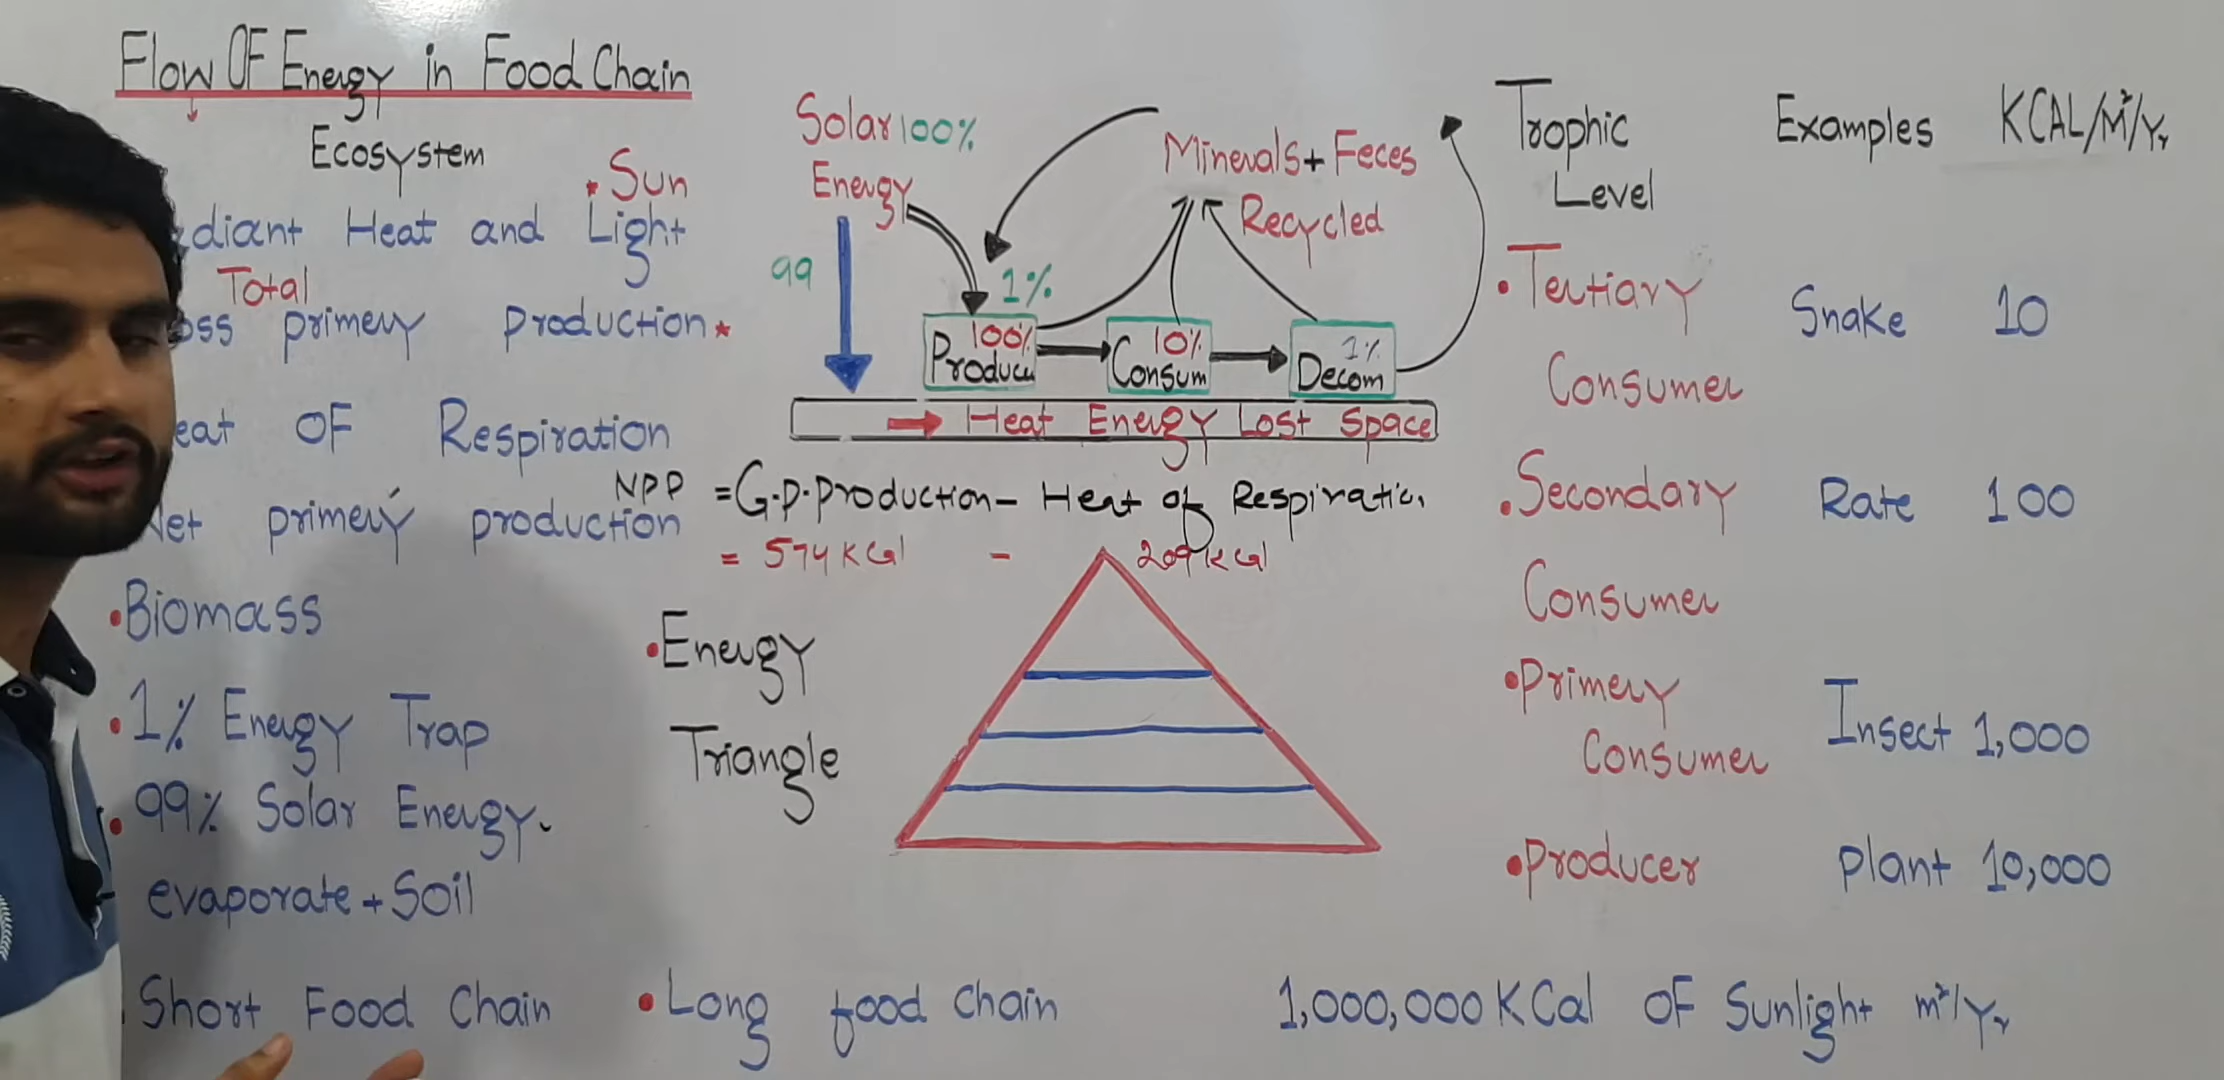 Flow OF Energy in Food Chain
Ecosystem
Sun
diant Heat and Light
Total
oss primery production
eat OF Respiration
Net primery production
Biomass
1% Energy Trap
99% Solar Energy
evaporate + Soil
Short Food Chain
Solar 100%
Energy
99
1%
Minerals + Feces
Recycled
100%
Produce
10%
Consum
1%
Decom
Heat Energy Lost Space
NPP = G.P.Production - Heat of Respiration
= 574 KCal - 209 KCal
Energy
Triangle
Long food chain
Trophic Level Examples KCAL/M²/Yr
Tertiary Consumer Snake 10
Secondary Consumer Rate 100
Primery Consumer Insect 1,000
Producer Plant 10,000
1,000,000 KCal OF Sunlight m²/Yr